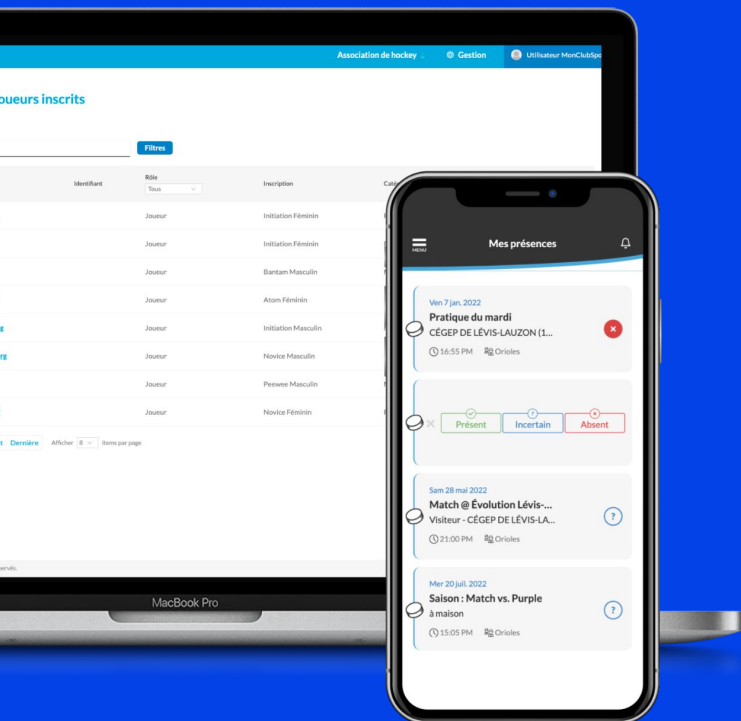 Association de hockey
Gestion
Utilisateur MonClubSpo
oueurs inscrits
Filtres
Identifiant
Rôle
Inscription
Caté
Tous
Joueur Initiation Féminin
Joueur Initiation Féminin
Joueur Bantam Masculin
Joueur Atom Féminin
Joueur Initiation Masculin
rg Joueur Novice Masculin
Joueur Peewee Masculin
Joueur Novice Féminin
t Dernière Afficher 8 items par page
servés.
MacBook Pro
MENU
Mes présences
Ven 7 jan. 2022
Pratique du mardi
CÉGEP DE LÉVIS-LAUZON (1...
16:55 PM Orioles
Présent Incertain Absent
Sam 28 mai 2022
Match @ Évolution Lévis-...
Visiteur - CÉGEP DE LÉVIS-LA...
21:00 PM Orioles
Mer 20 juil. 2022
Saison : Match vs. Purple
à maison
15:05 PM Orioles